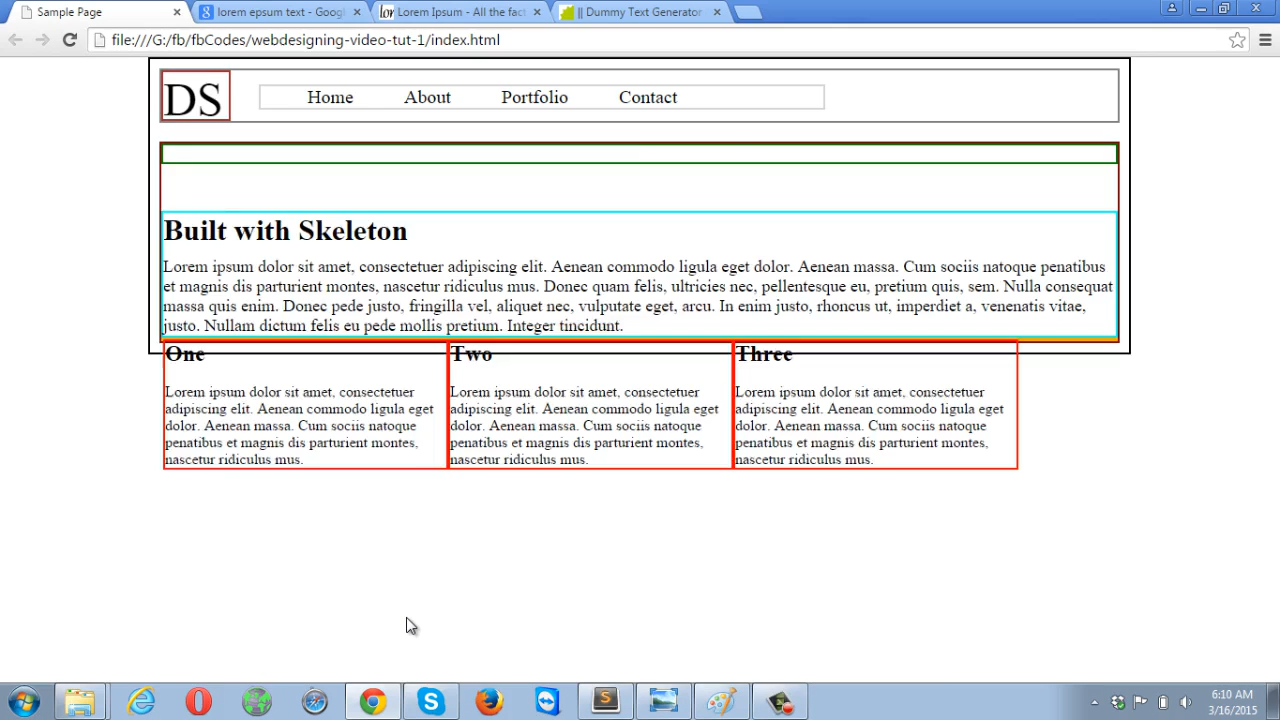 Sample Page
lorem epsum text - Googl
Lorem Ipsum - All the fact
|| Dummy Text Generator
file:///G:/fb/fbCodes/webdesigning-video-tut-1/index.html
DS
Home About Portfolio Contact
Built with Skeleton
Lorem ipsum dolor sit amet, consectetuer adipiscing elit. Aenean commodo ligula eget dolor. Aenean massa. Cum sociis natoque penatibus
et magnis dis parturient montes, nascetur ridiculus mus. Donec quam felis, ultricies nec, pellentesque eu, pretium quis, sem. Nulla consequat
massa quis enim. Donec pede justo, fringilla vel, aliquet nec, vulputate eget, arcu. In enim justo, rhoncus ut, imperdiet a, venenatis vitae,
justo. Nullam dictum felis eu pede mollis pretium. Integer tincidunt.
One
Lorem ipsum dolor sit amet, consectetuer
adipiscing elit. Aenean commodo ligula eget
dolor. Aenean massa. Cum sociis natoque
penatibus et magnis dis parturient montes,
nascetur ridiculus mus.
Two
Lorem ipsum dolor sit amet, consectetuer
adipiscing elit. Aenean commodo ligula eget
dolor. Aenean massa. Cum sociis natoque
penatibus et magnis dis parturient montes,
nascetur ridiculus mus.
Three
Lorem ipsum dolor sit amet, consectetuer
adipiscing elit. Aenean commodo ligula eget
dolor. Aenean massa. Cum sociis natoque
penatibus et magnis dis parturient montes,
nascetur ridiculus mus.
6:10 AM
3/16/2015